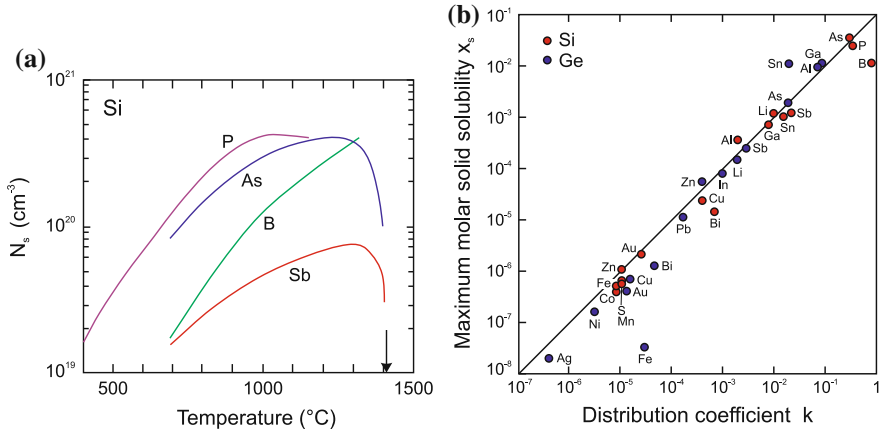 (a)
10^21
10^20
10^19
N_s (cm^-3)
Si
P
As
B
Sb
500
1000
1500
Temperature (°C)
(b)
10^-1
10^-2
10^-3
10^-4
10^-5
10^-6
10^-7
10^-8
Maximum molar solid solubility x_s
Si
Ge
As
P
B
Ga
Al
Sn
As
Li
Sb
Sn
Ga
Al
Sb
Li
In
Zn
Cu
Bi
Pb
Au
Bi
Zn
Fe
Cu
Au
Co
S
Mn
Ni
Fe
Ag
10^-7
10^-6
10^-5
10^-4
10^-3
10^-2
10^-1
1
Distribution coefficient k